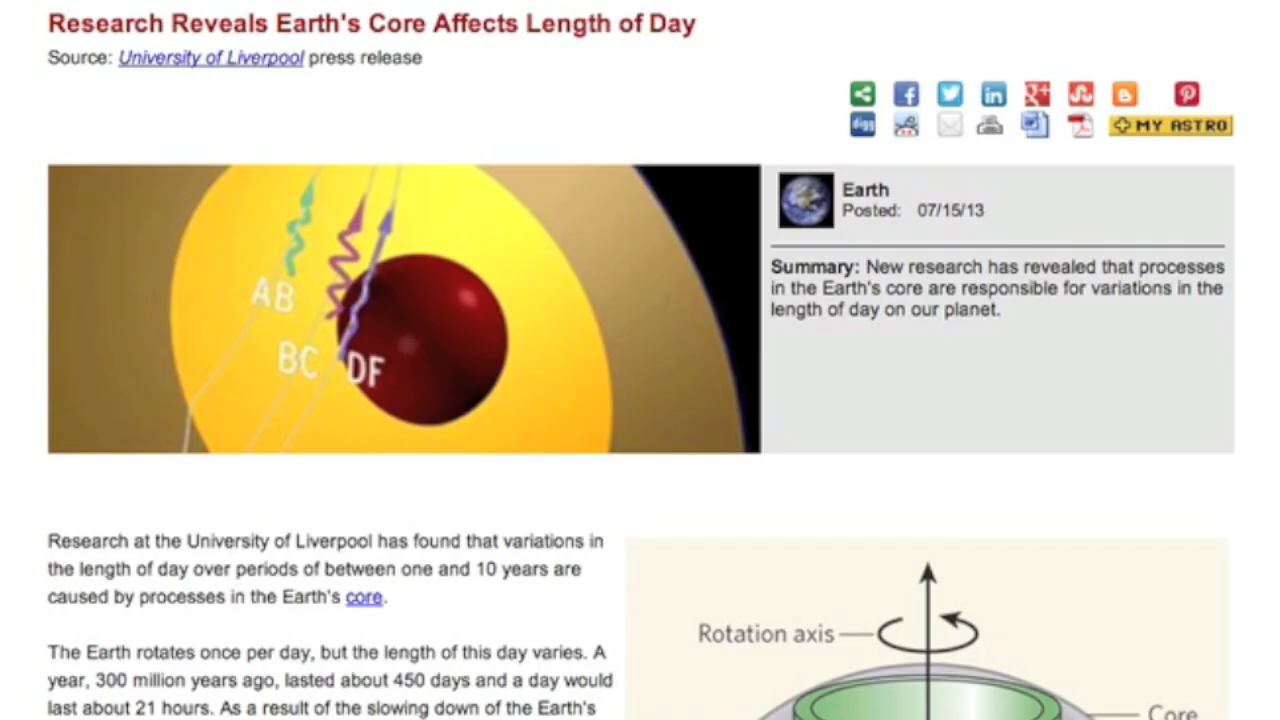 Research Reveals Earth's Core Affects Length of Day
Source: University of Liverpool press release
digg
MY ASTRO
AB
BC DF
Earth
Posted: 07/15/13
Summary: New research has revealed that processes
in the Earth's core are responsible for variations in the
length of day on our planet.
Research at the University of Liverpool has found that variations in
the length of day over periods of between one and 10 years are
caused by processes in the Earth's core.
The Earth rotates once per day, but the length of this day varies. A
year, 300 million years ago, lasted about 450 days and a day would
last about 21 hours. As a result of the slowing down of the Earth's
Rotation axis
Core